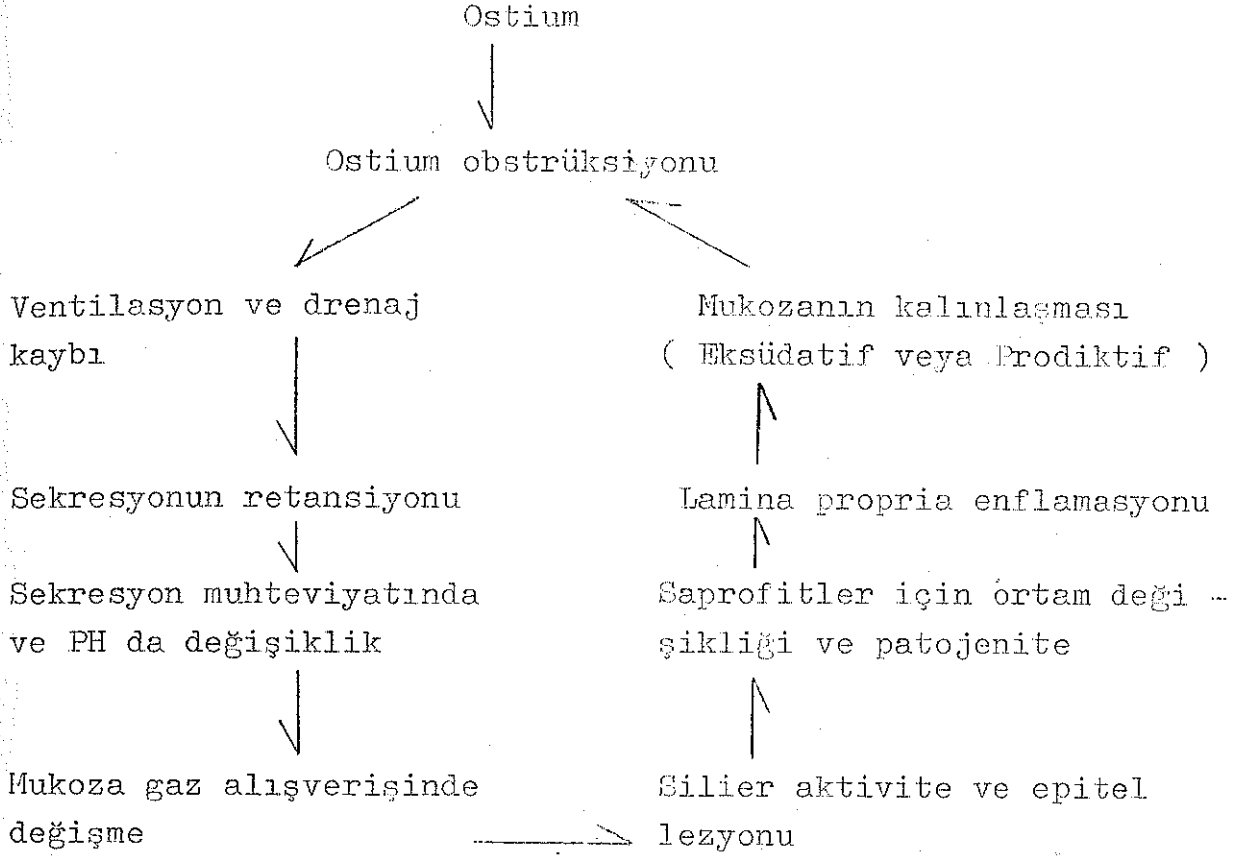 Ostium
Ostium obstrüksiyonu
Ventilasyon ve drenaj
kaybı
Sekresyonun retansiyonu
Sekresyon muhteviyatında
ve PH da değişiklik
Mukoza gaz alışverişinde
değişme
Silier aktivite ve epitel
lezyonu
Saprofitler için ortam deği -
şikliği ve patojenite
Lamina propria enflamasyonu
Mukozanın kalınlaşması
( Eksüdatif veya Prodiktif )